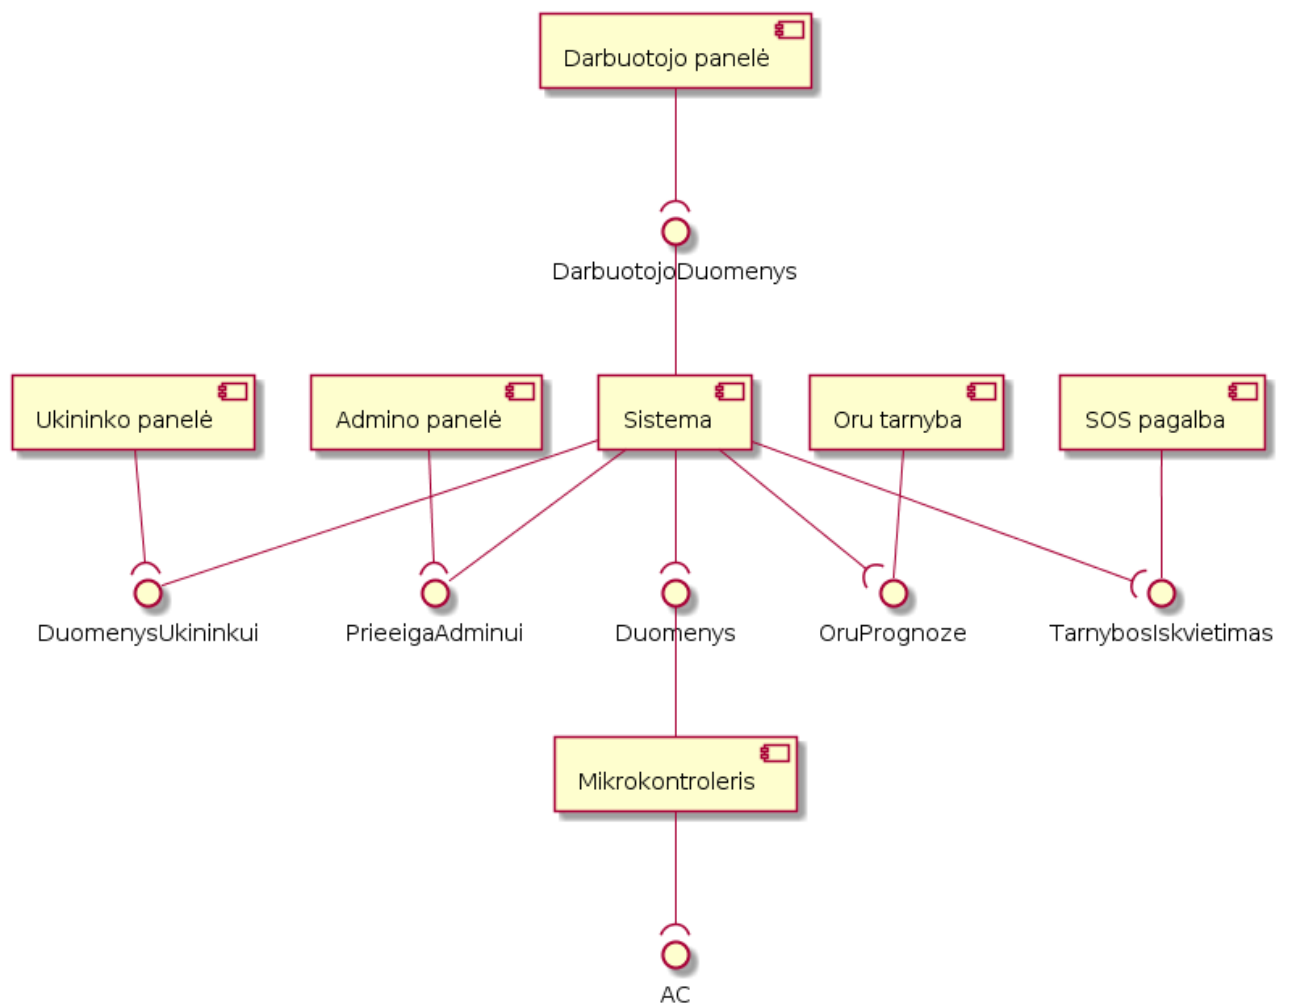 Darbuotojo panelė
DarbuotojoDuomenys
Ukininko panelė
Admino panelė
Sistema
Oru tarnyba
SOS pagalba
DuomenysUkininkui
PrieeigaAdminui
Duomenys
OruPrognoze
TarnybosIskvietimas
Mikrokontroleris
AC